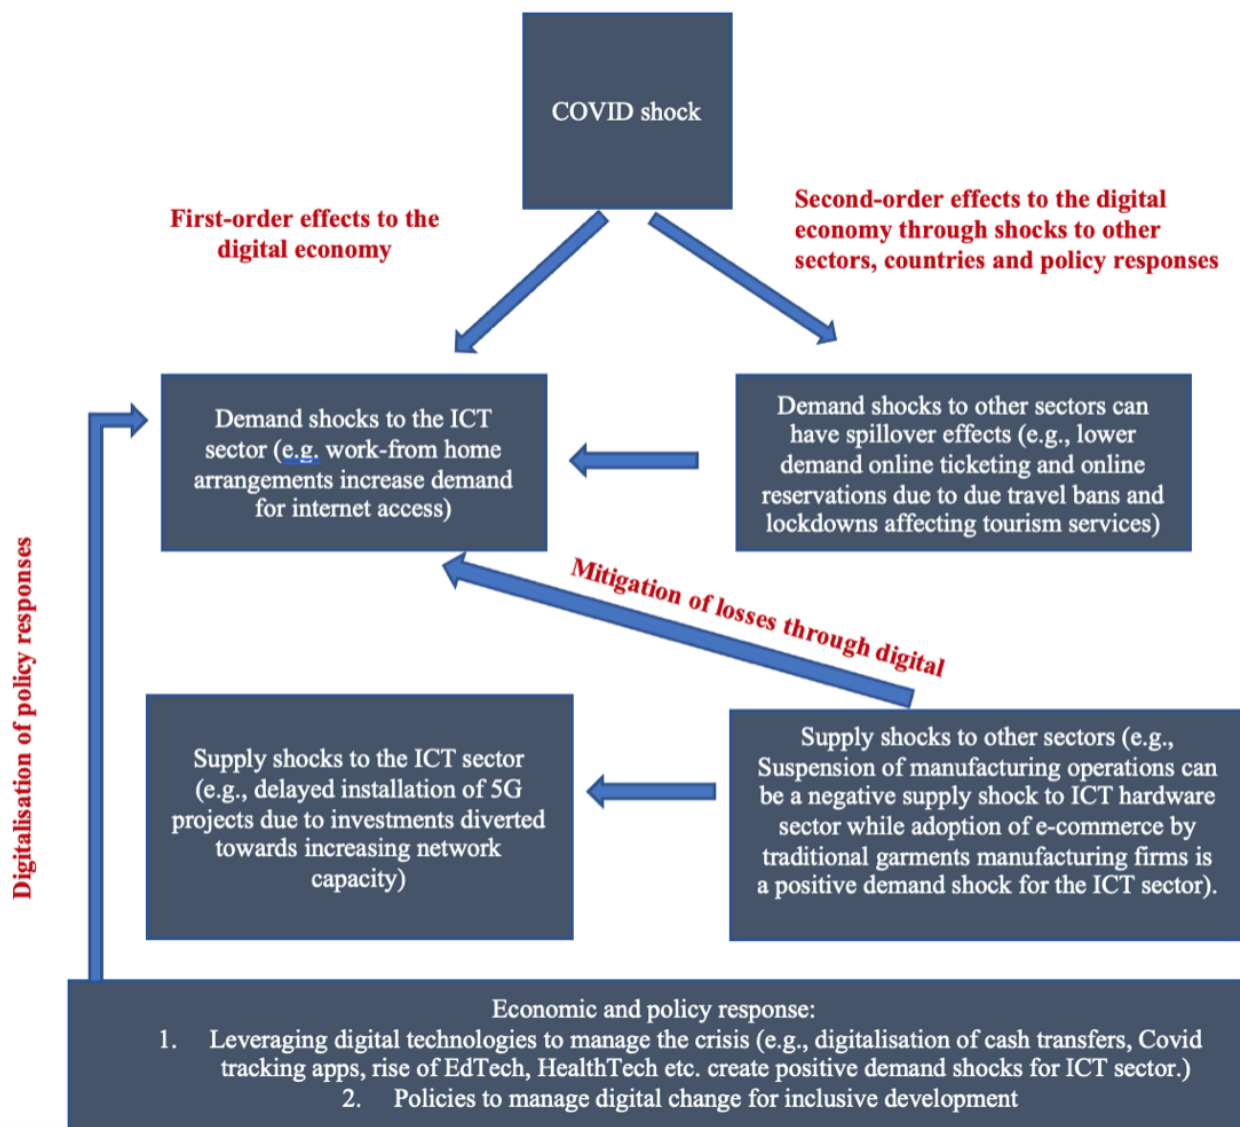 COVID shock
First-order effects to the
digital economy
Second-order effects to the digital
economy through shocks to other
sectors, countries and policy responses
Demand shocks to the ICT
sector (e.g. work-from home
arrangements increase demand
for internet access)
Demand shocks to other sectors can
have spillover effects (e.g., lower
demand online ticketing and online
reservations due to due travel bans and
lockdowns affecting tourism services)
Mitigation of losses through digital
Digitalisation of policy responses
Supply shocks to the ICT sector
(e.g., delayed installation of 5G
projects due to investments diverted
towards increasing network
capacity)
Supply shocks to other sectors (e.g.,
Suspension of manufacturing operations can
be a negative supply shock to ICT hardware
sector while adoption of e-commerce by
traditional garments manufacturing firms is
a positive demand shock for the ICT sector).
Economic and policy response:
1. Leveraging digital technologies to manage the crisis (e.g., digitalisation of cash transfers, Covid
tracking apps, rise of EdTech, HealthTech etc. create positive demand shocks for ICT sector.)
2. Policies to manage digital change for inclusive development